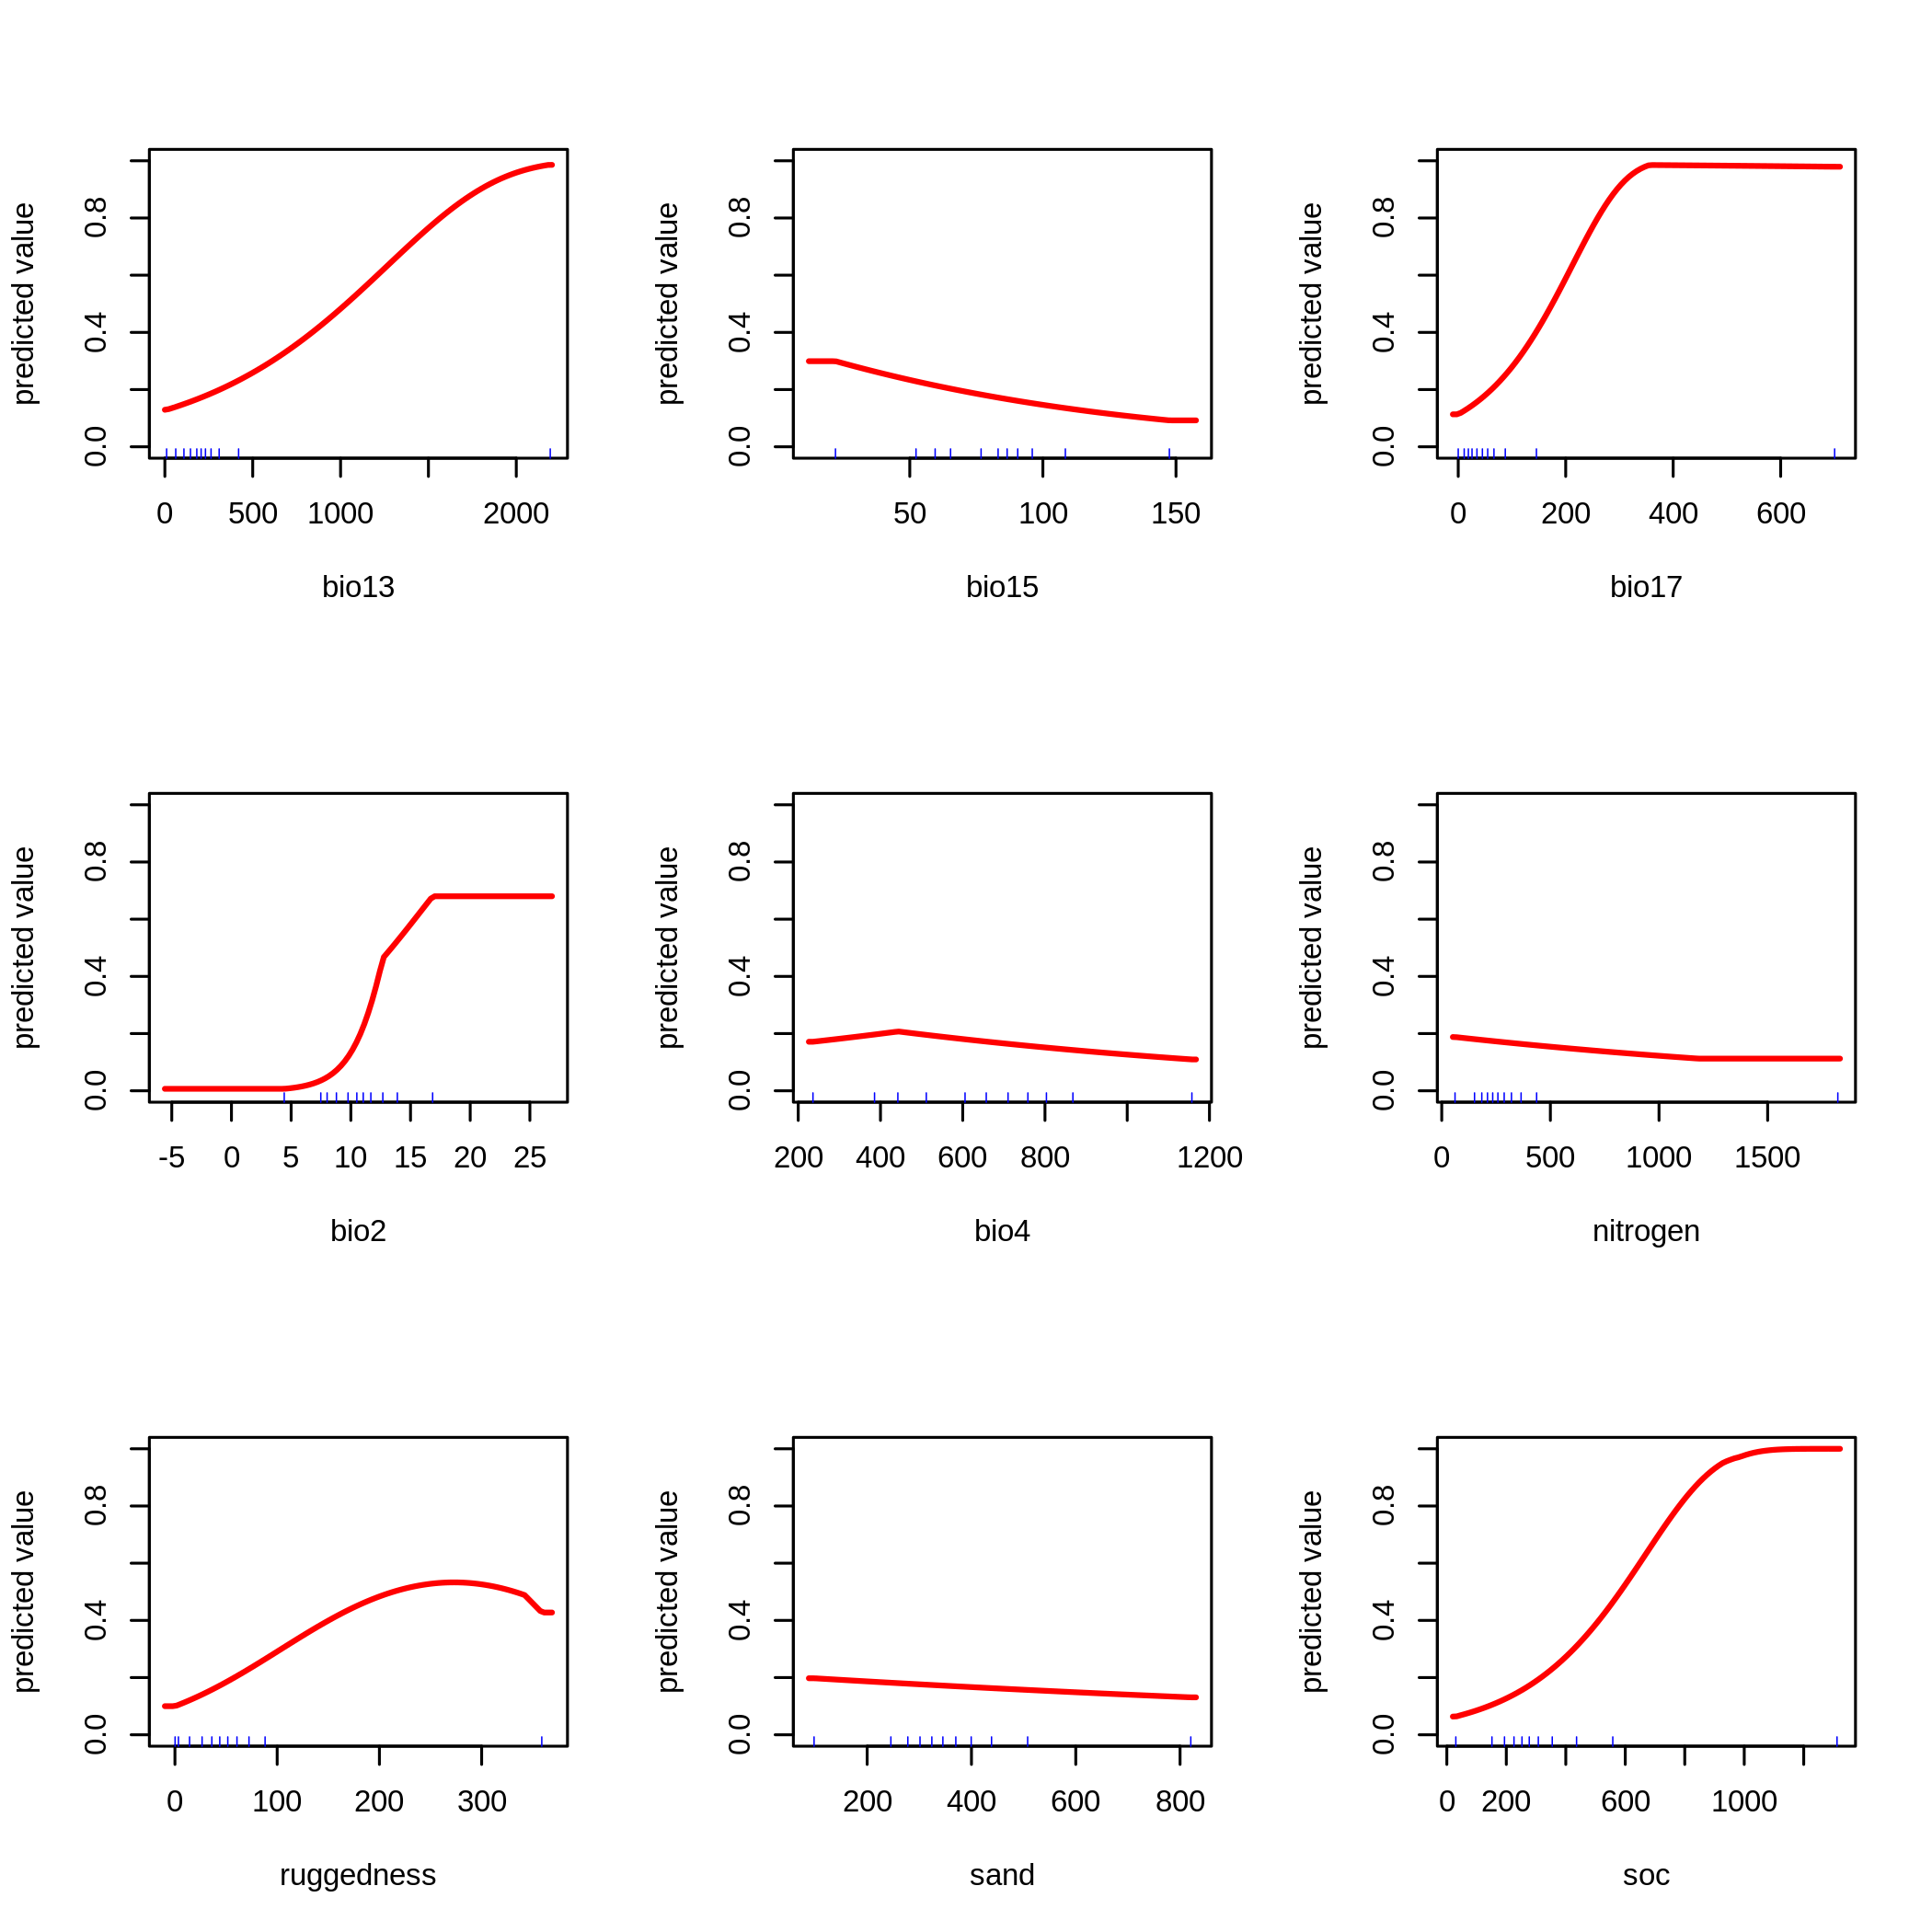 predicted value
0.0 0.4 0.8
0 500 1000 2000
bio13
predicted value
0.0 0.4 0.8
50 100 150
bio15
predicted value
0.0 0.4 0.8
0 200 400 600
bio17
predicted value
0.0 0.4 0.8
-5 0 5 10 15 20 25
bio2
predicted value
0.0 0.4 0.8
200 400 600 800 1200
bio4
predicted value
0.0 0.4 0.8
0 500 1000 1500
nitrogen
predicted value
0.0 0.4 0.8
0 100 200 300
ruggedness
predicted value
0.0 0.4 0.8
200 400 600 800
sand
predicted value
0.0 0.4 0.8
0 200 600 1000
soc